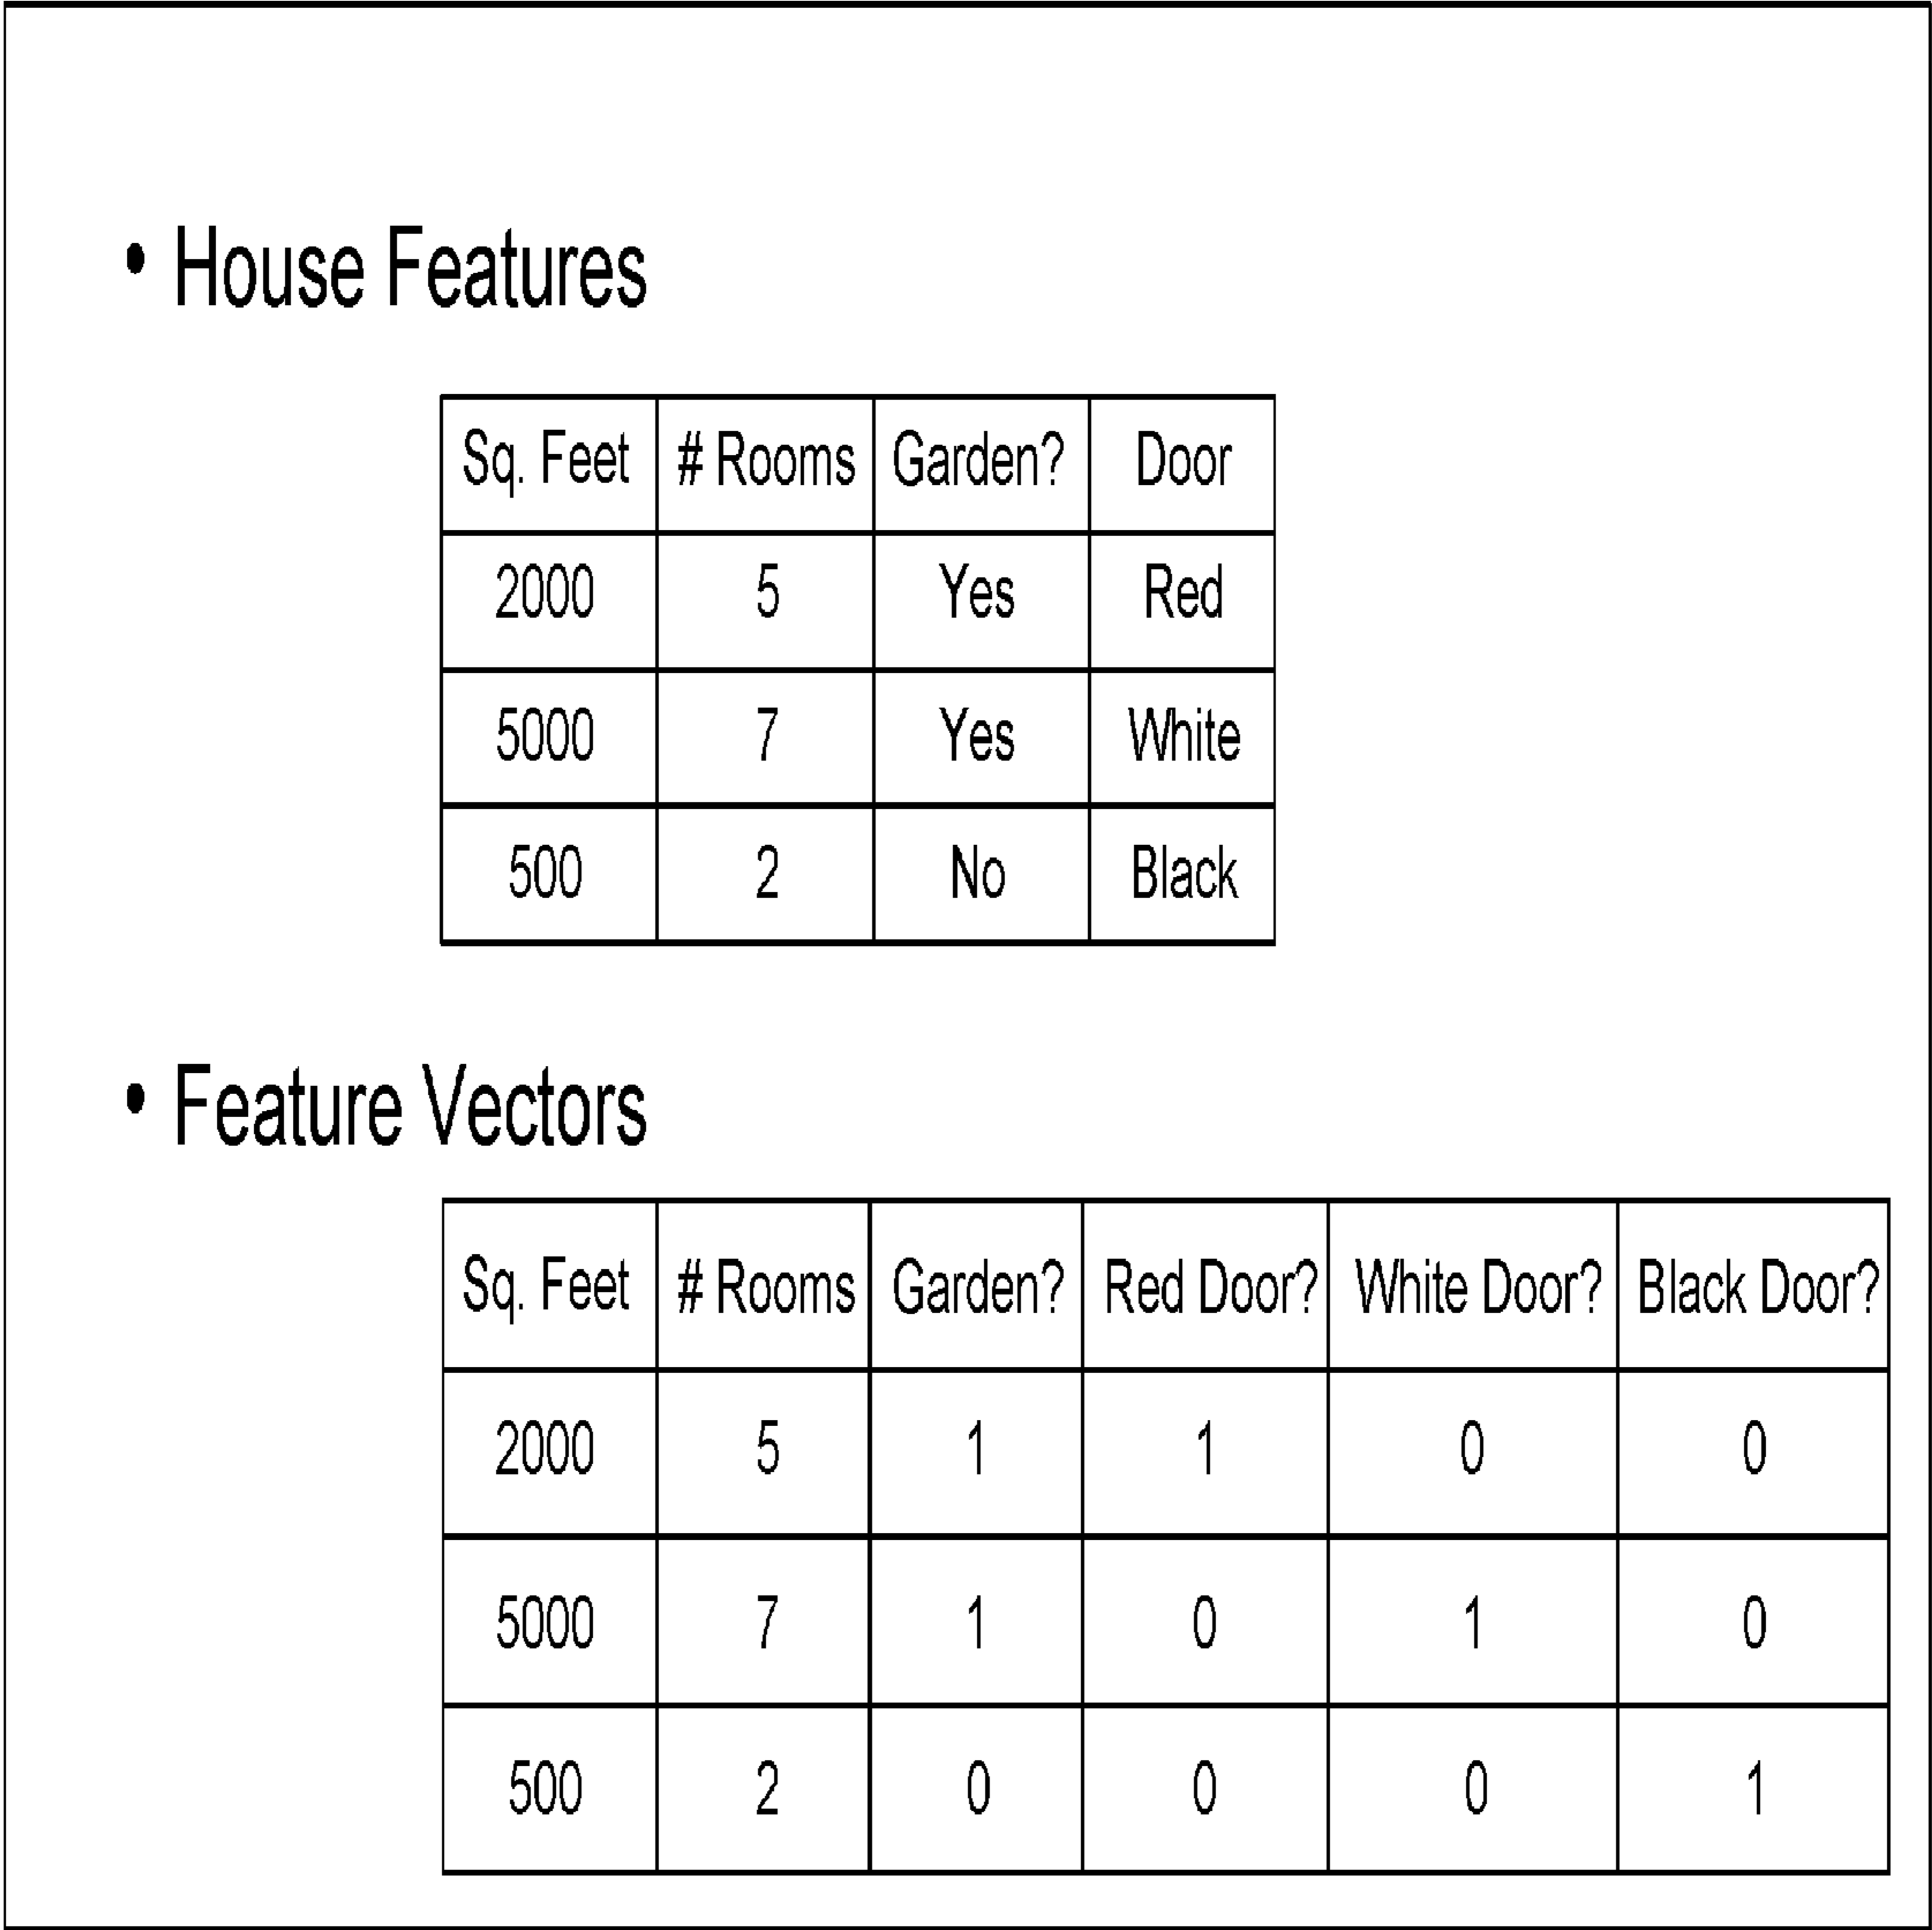 • House Features
Sq. Feet # Rooms Garden? Door
2000 5 Yes Red
5000 7 Yes White
500 2 No Black
• Feature Vectors
Sq. Feet # Rooms Garden? Red Door? White Door? Black Door?
2000 5 1 1 0 0
5000 7 1 0 1 0
500 2 0 0 0 1